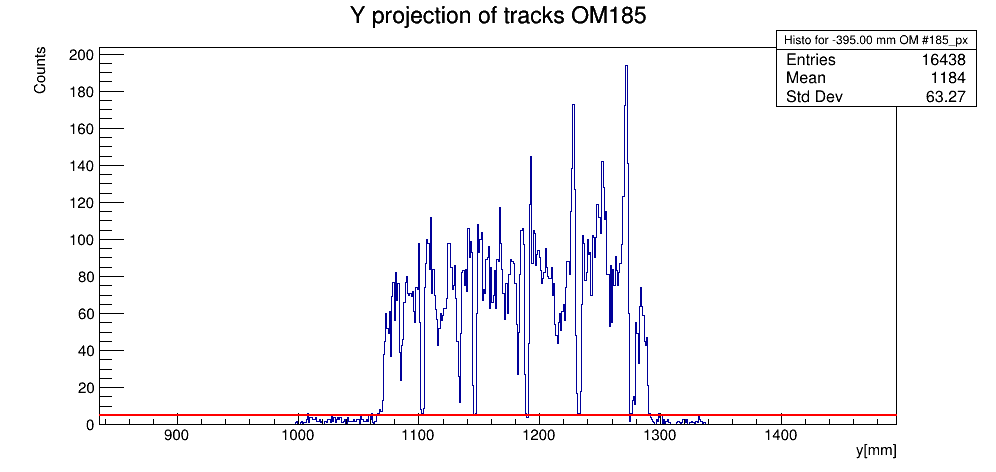 Y projection of tracks OM185
Histo for -395.00 mm OM #185_px
Entries 16438
Mean 1184
Std Dev 63.27
Counts
200
180
160
140
120
100
80
60
40
20
0
900 1000 1100 1200 1300 1400
y[mm]